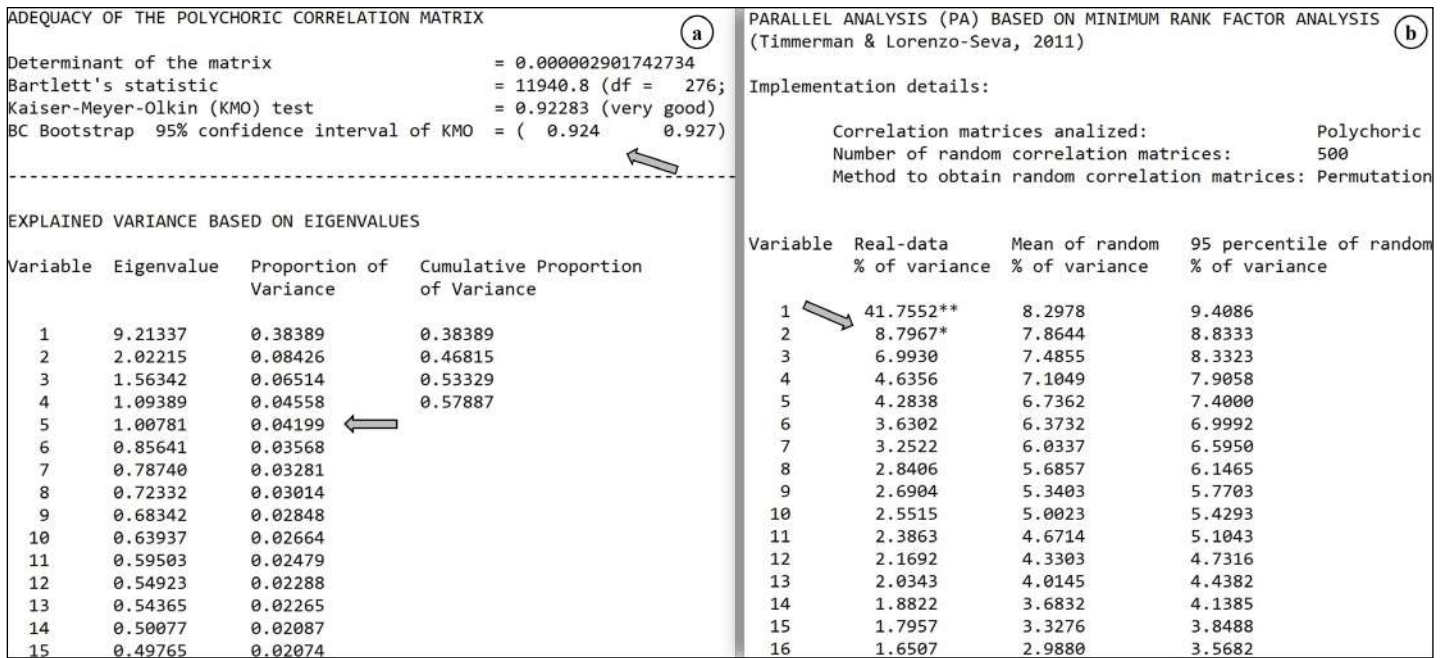 ADEQUACY OF THE POLYCHORIC CORRELATION MATRIX
a
Determinant of the matrix = 0.000002901742734
Bartlett's statistic = 11940.8 (df = 276;
Kaiser-Meyer-Olkin (KMO) test = 0.92283 (very good)
BC Bootstrap 95% confidence interval of KMO = ( 0.924 0.927)
EXPLAINED VARIANCE BASED ON EIGENVALUES
Variable Eigenvalue Proportion of Cumulative Proportion
Variance of Variance
1 9.21337 0.38389 0.38389
2 2.02215 0.08426 0.46815
3 1.56342 0.06514 0.53329
4 1.09389 0.04558 0.57887
5 1.00781 0.04199
6 0.85641 0.03568
7 0.78740 0.03281
8 0.72332 0.03014
9 0.68342 0.02848
10 0.63937 0.02664
11 0.59503 0.02479
12 0.54923 0.02288
13 0.54365 0.02265
14 0.50077 0.02087
15 0.49765 0.02074
PARALLEL ANALYSIS (PA) BASED ON MINIMUM RANK FACTOR ANALYSIS
(Timmerman & Lorenzo-Seva, 2011)
b
Implementation details:
Correlation matrices analized: Polychoric
Number of random correlation matrices: 500
Method to obtain random correlation matrices: Permutation
Variable Real-data Mean of random 95 percentile of random
% of variance % of variance % of variance
1 41.7552** 8.2978 9.4086
2 8.7967* 7.8644 8.8333
3 6.9930 7.4855 8.3323
4 4.6356 7.1049 7.9058
5 4.2838 6.7362 7.4000
6 3.6302 6.3732 6.9992
7 3.2522 6.0337 6.5950
8 2.8406 5.6857 6.1465
9 2.6904 5.3403 5.7703
10 2.5515 5.0023 5.4293
11 2.3863 4.6714 5.1043
12 2.1692 4.3303 4.7316
13 2.0343 4.0145 4.4382
14 1.8822 3.6832 4.1385
15 1.7957 3.3276 3.8488
16 1.6507 2.9880 3.5682